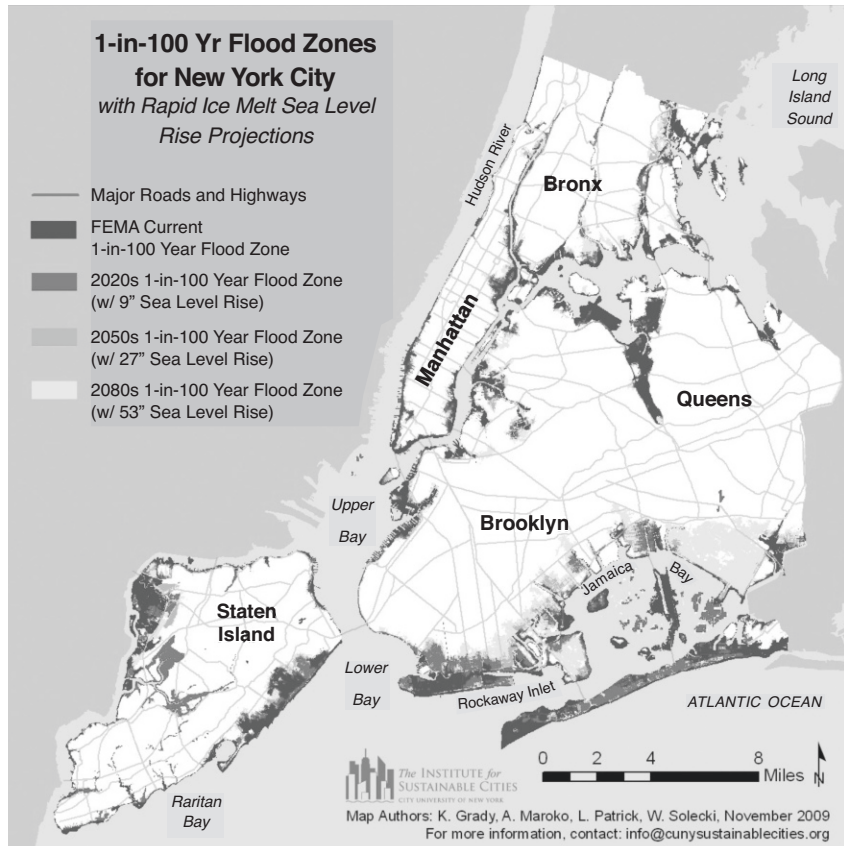 1-in-100 Yr Flood Zones
for New York City
with Rapid Ice Melt Sea Level
Rise Projections
Major Roads and Highways
FEMA Current
1-in-100 Year Flood Zone
2020s 1-in-100 Year Flood Zone
(w/ 9” Sea Level Rise)
2050s 1-in-100 Year Flood Zone
(w/ 27” Sea Level Rise)
2080s 1-in-100 Year Flood Zone
(w/ 53” Sea Level Rise)
Long
Island
Sound
Hudson River
Bronx
Manhattan
Queens
Upper
Bay
Brooklyn
Jamaica
Bay
Staten
Island
Lower
Bay
Rockaway Inlet
ATLANTIC OCEAN
Raritan
Bay
0 2 4 8
Miles
N
The INSTITUTE for
SUSTAINABLE CITIES
CITY UNIVERSITY OF NEW YORK
Map Authors: K. Grady, A. Maroko, L. Patrick, W. Solecki, November 2009
For more information, contact: info@cunysustainablecities.org